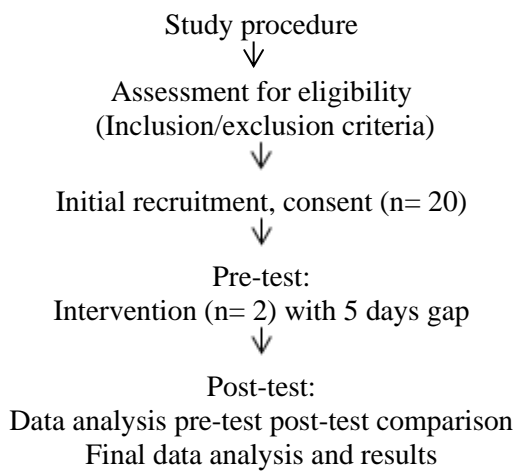 Study procedure
Assessment for eligibility
(Inclusion/exclusion criteria)
Initial recruitment, consent (n= 20)
Pre-test:
Intervention (n= 2) with 5 days gap
Post-test:
Data analysis pre-test post-test comparison
Final data analysis and results